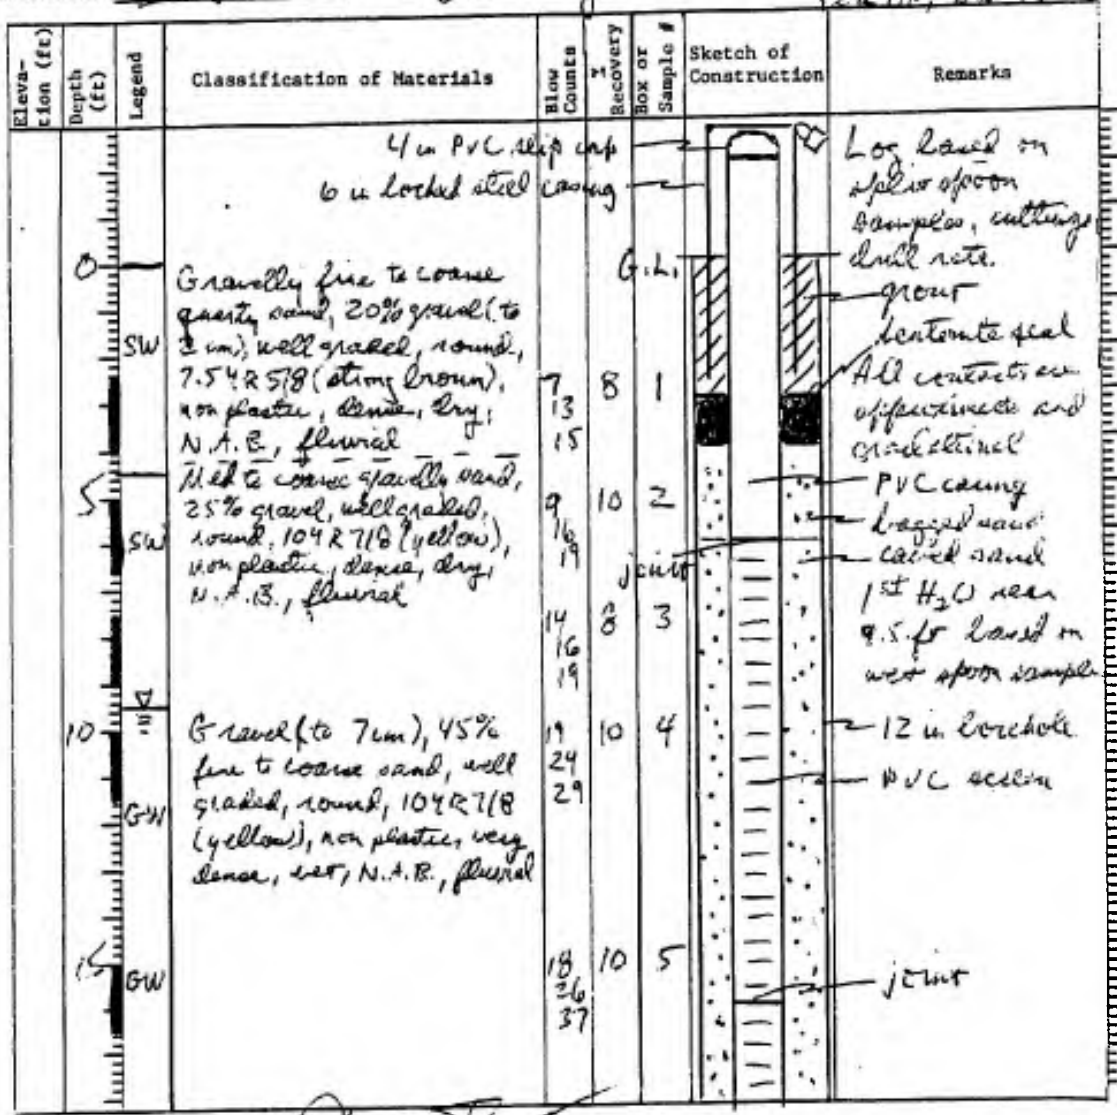 Eleva-
tion (ft)
Depth
(ft)
Legend
Classification of Materials
Blow
Counts
%
Recovery
Box or
Sample #
Sketch of
Construction
Remarks
4 in PVC slip cap
6 in locked steel casing
Log based on
split spoon
samples, cuttings,
drill rate.
0
G.L.
SW
Gravelly fine to coarse
quartz sand, 20% gravel (to
2 cm), well graded, round,
7.5YR 5/8 (strong brown),
non plastic, dense, dry,
N.A.B., fluvial
7
13
15
8
1
grout
bentonite seal
All contacts are
approximate and
gradational
5
SW
Med to coarse gravelly sand,
25% gravel, well graded,
round, 10YR 7/8 (yellow),
non plastic, dense, dry,
N.A.B., fluvial
9
16
19
10
2
joint
PVC casing
bagged sand
caved sand
14
16
19
8
3
1st H2O near
9.5 ft based on
wet spoon sample
10
GW
Gravel (to 7 cm), 45%
fine to coarse sand, well
graded, round, 10YR 7/8
(yellow), non plastic, very
dense, wet, N.A.B., fluvial
19
24
29
10
4
12 in borehole
PVC screen
15
GW
18
26
37
10
5
joint